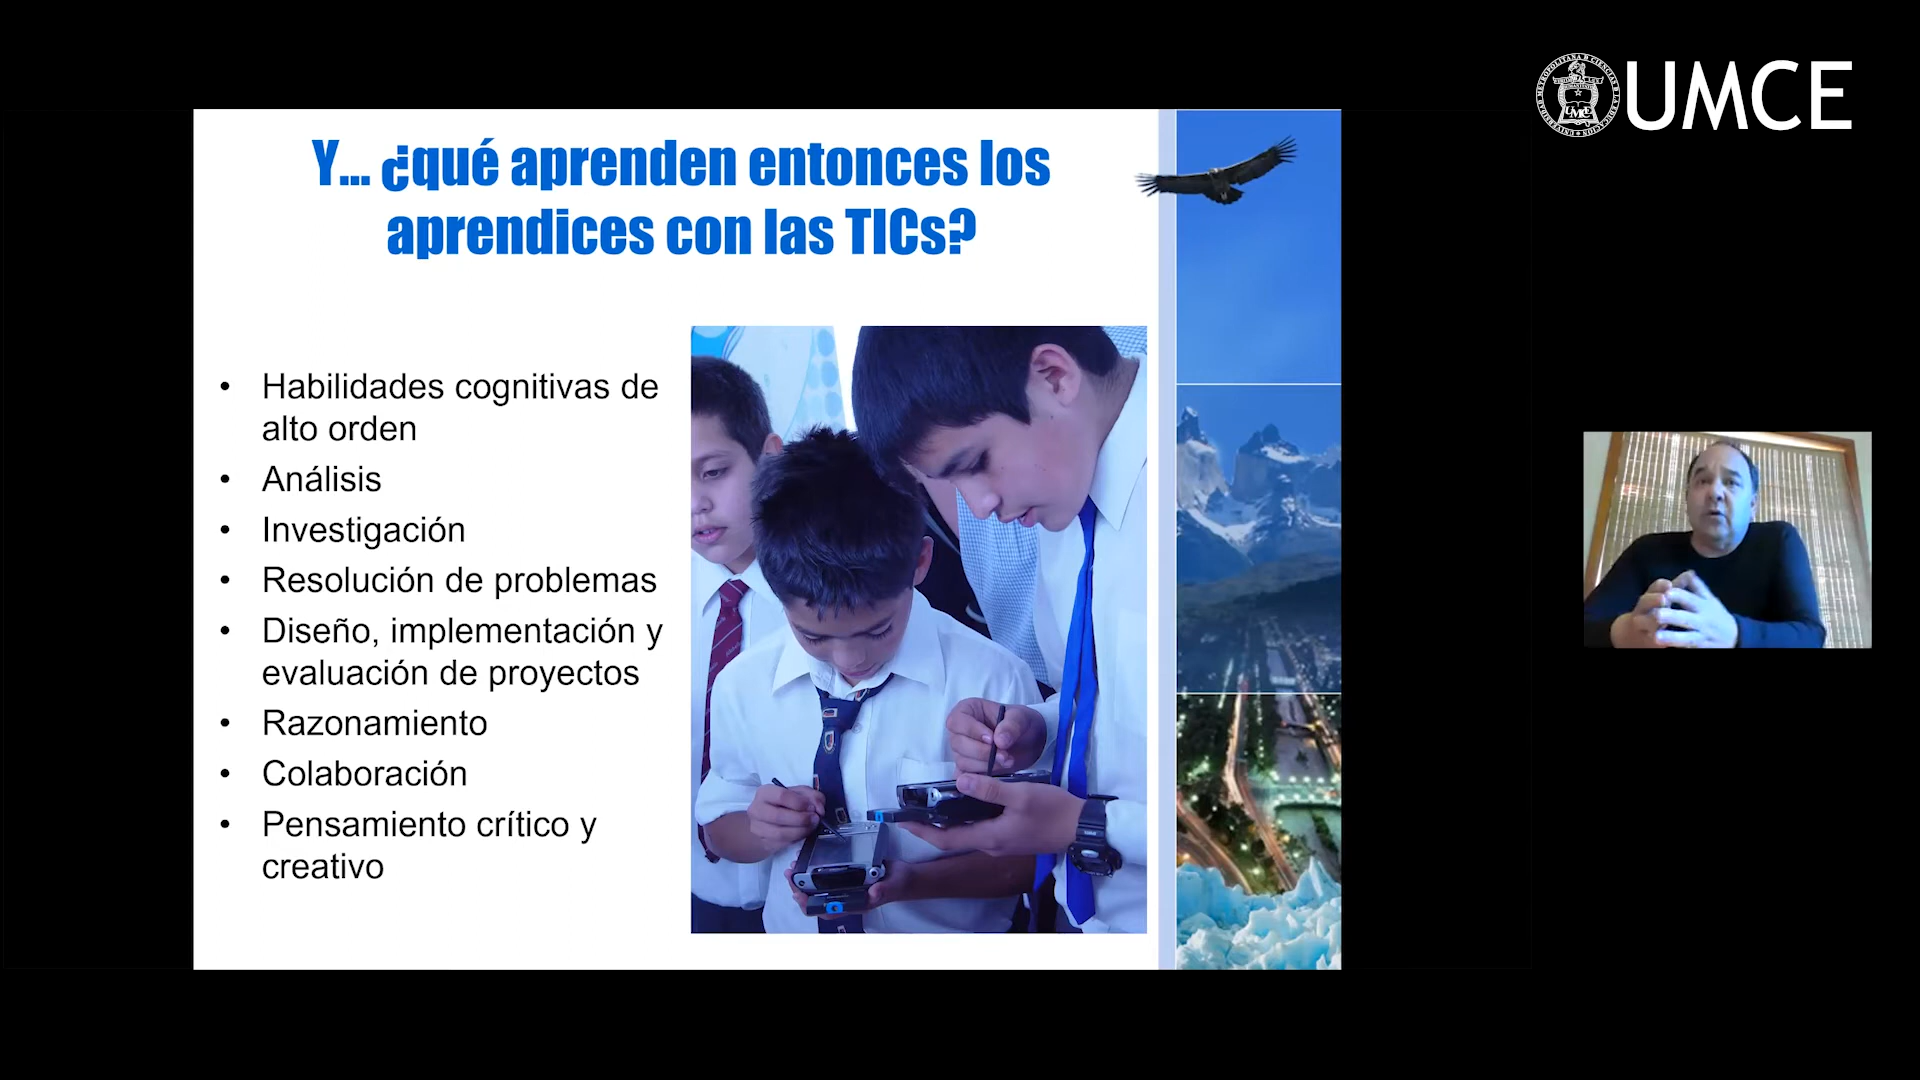 UMCE
Y... ¿qué aprenden entonces los
aprendices con las TICs?
• Habilidades cognitivas de
alto orden
• Análisis
• Investigación
• Resolución de problemas
• Diseño, implementación y
evaluación de proyectos
• Razonamiento
• Colaboración
• Pensamiento crítico y
creativo